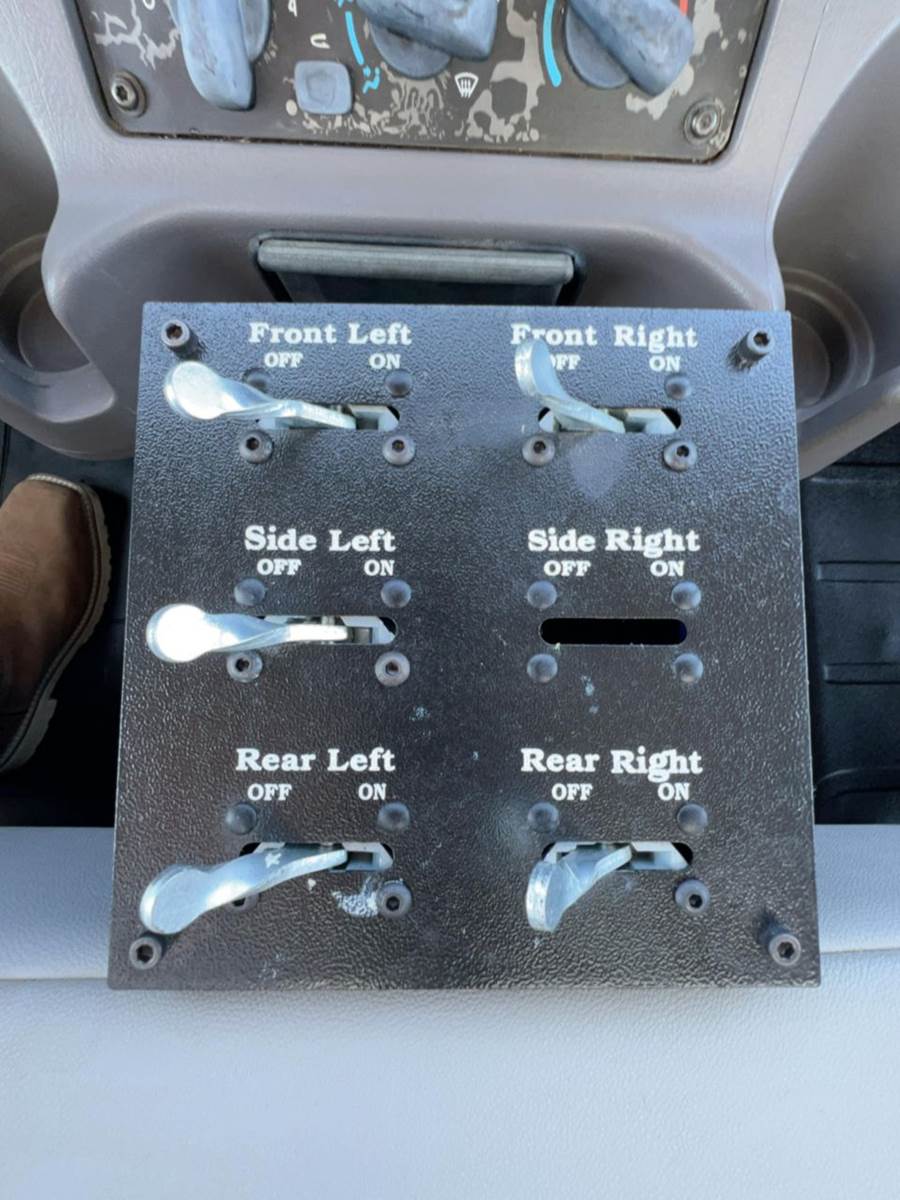 Front Left Front Right
OFF ON OFF ON
Side Left Side Right
OFF ON OFF ON
Rear Left Rear Right
OFF ON OFF ON